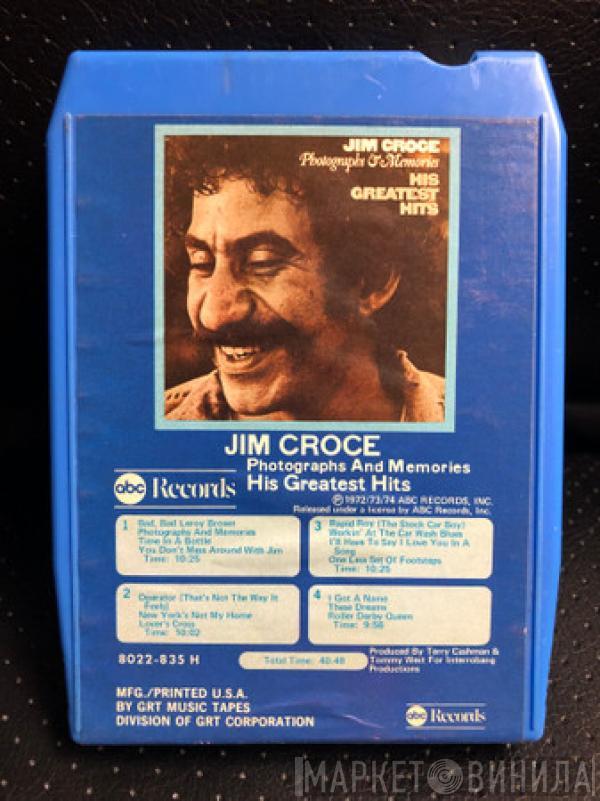 JIM CROCE
Photographs & Memories
HIS
GREATEST
HITS
JIM CROCE
Photographs And Memories
His Greatest Hits
abc Records
Ⓟ1972/73/74 ABC RECORDS, INC.
Released under a license by ABC Records, Inc.
1 Bad, Bad Leroy Brown
Photographs And Memories
Time In A Bottle
You Don't Mess Around With Jim
Time: 10:25
3 Rapid Roy (The Stock Car Boy)
Workin' At The Car Wash Blues
I'll Have To Say I Love You In A
Song
One Less Set Of Footsteps
Time: 10:25
2 Operator (That's Not The Way It
Feels)
New York's Not My Home
Lover's Cross
Time: 10:02
4 I Got A Name
These Dreams
Roller Derby Queen
Time: 9:56
8022-835 H
Total Time: 40:48
Produced By Terry Cashman &
Tommy West For Interrobang
Productions
MFG./PRINTED U.S.A.
BY GRT MUSIC TAPES
DIVISION OF GRT CORPORATION
abc Records
МАРКЕТ ВИНИЛА